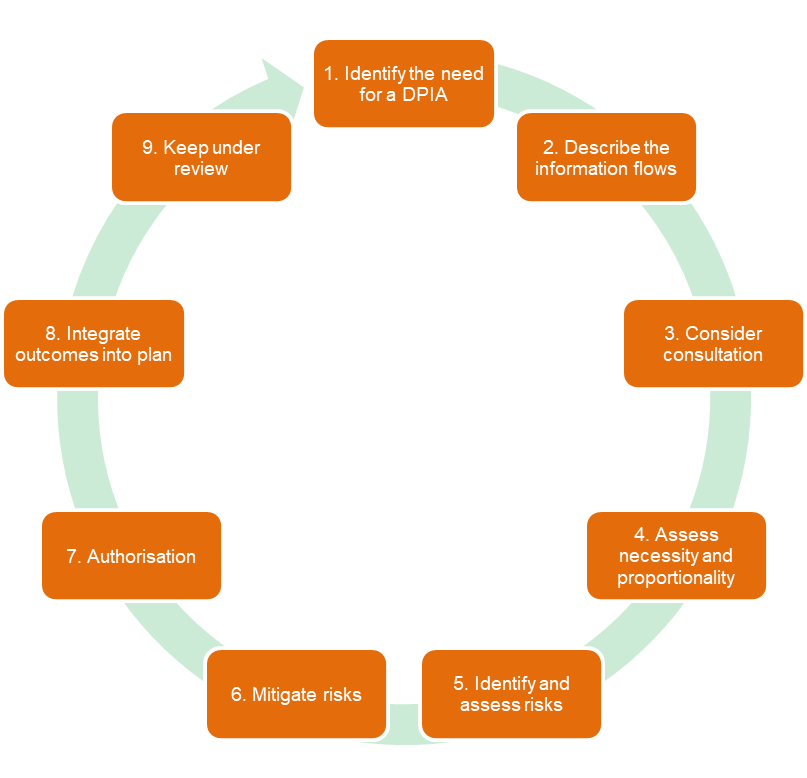 1. Identify the need
for a DPIA
2. Describe the
information flows
3. Consider
consultation
4. Assess
necessity and
proportionality
5. Identify and
assess risks
6. Mitigate risks
7. Authorisation
8. Integrate
outcomes into plan
9. Keep under
review